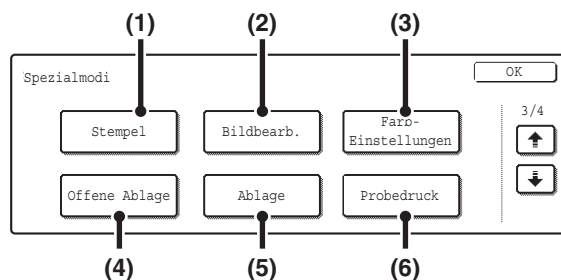 (1) (2) (3)
Spezialmodi OK
3/4
Stempel Bildbearb. Farb-
Einstellungen
Offene Ablage Ablage Probedruck
(4) (5) (6)